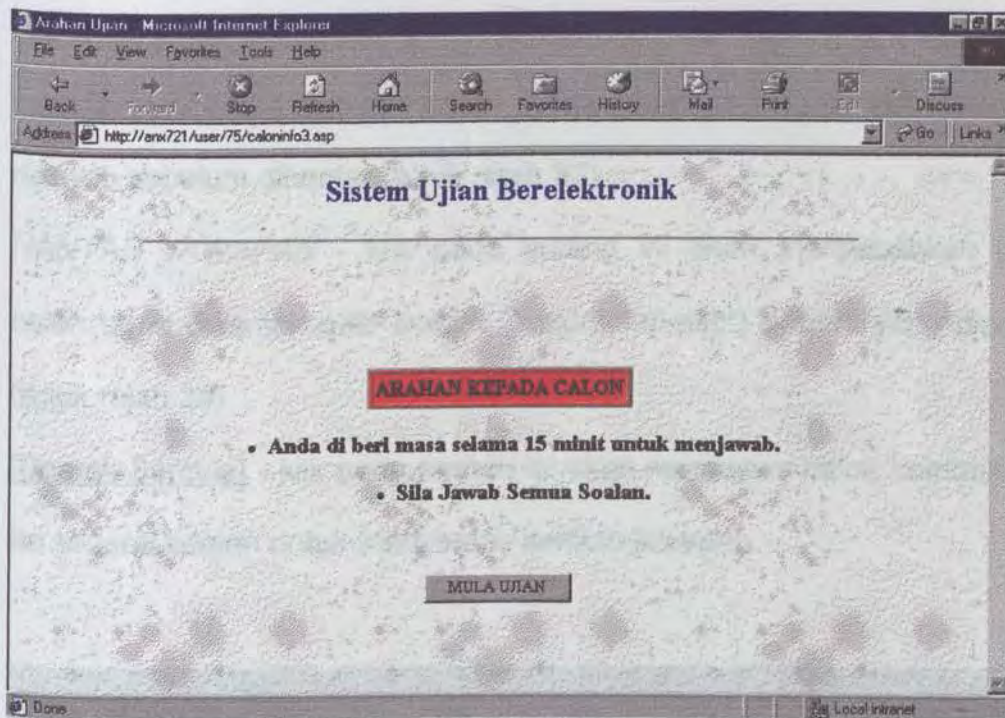 Arahan Ujian - Microsoft Internet Explorer
File Edit View Favorites Tools Help
Back Forward Stop Refresh Home Search Favorites History Mail Print Edit Discuss
Address http://anx721/user/75/caloninfo3.asp Go Links
Sistem Ujian Berelektronik
ARAHAN KEPADA CALON
• Anda di beri masa selama 15 minit untuk menjawab.
• Sila Jawab Semua Soalan.
MULA UJIAN
Done Local intranet